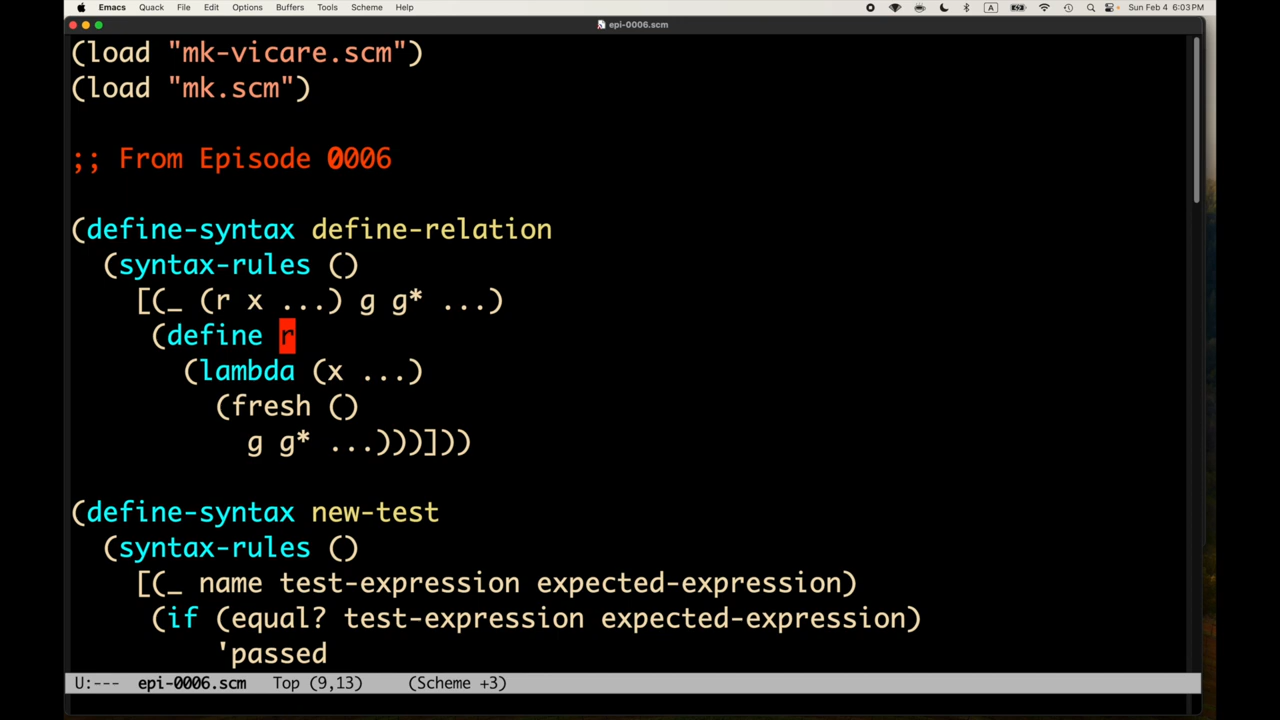 Emacs Quack File Edit Options Buffers Tools Scheme Help A Sun Feb 4 6:03 PM
epi-0006.scm
(load "mk-vicare.scm")
(load "mk.scm")
;; From Episode 0006
(define-syntax define-relation
(syntax-rules ()
[(_ (r x ...) g g* ...)
(define r
(lambda (x ...)
(fresh ()
g g* ...)))]))
(define-syntax new-test
(syntax-rules ()
[(_ name test-expression expected-expression)
(if (equal? test-expression expected-expression)
'passed
U:--- epi-0006.scm Top (9,13) (Scheme +3)